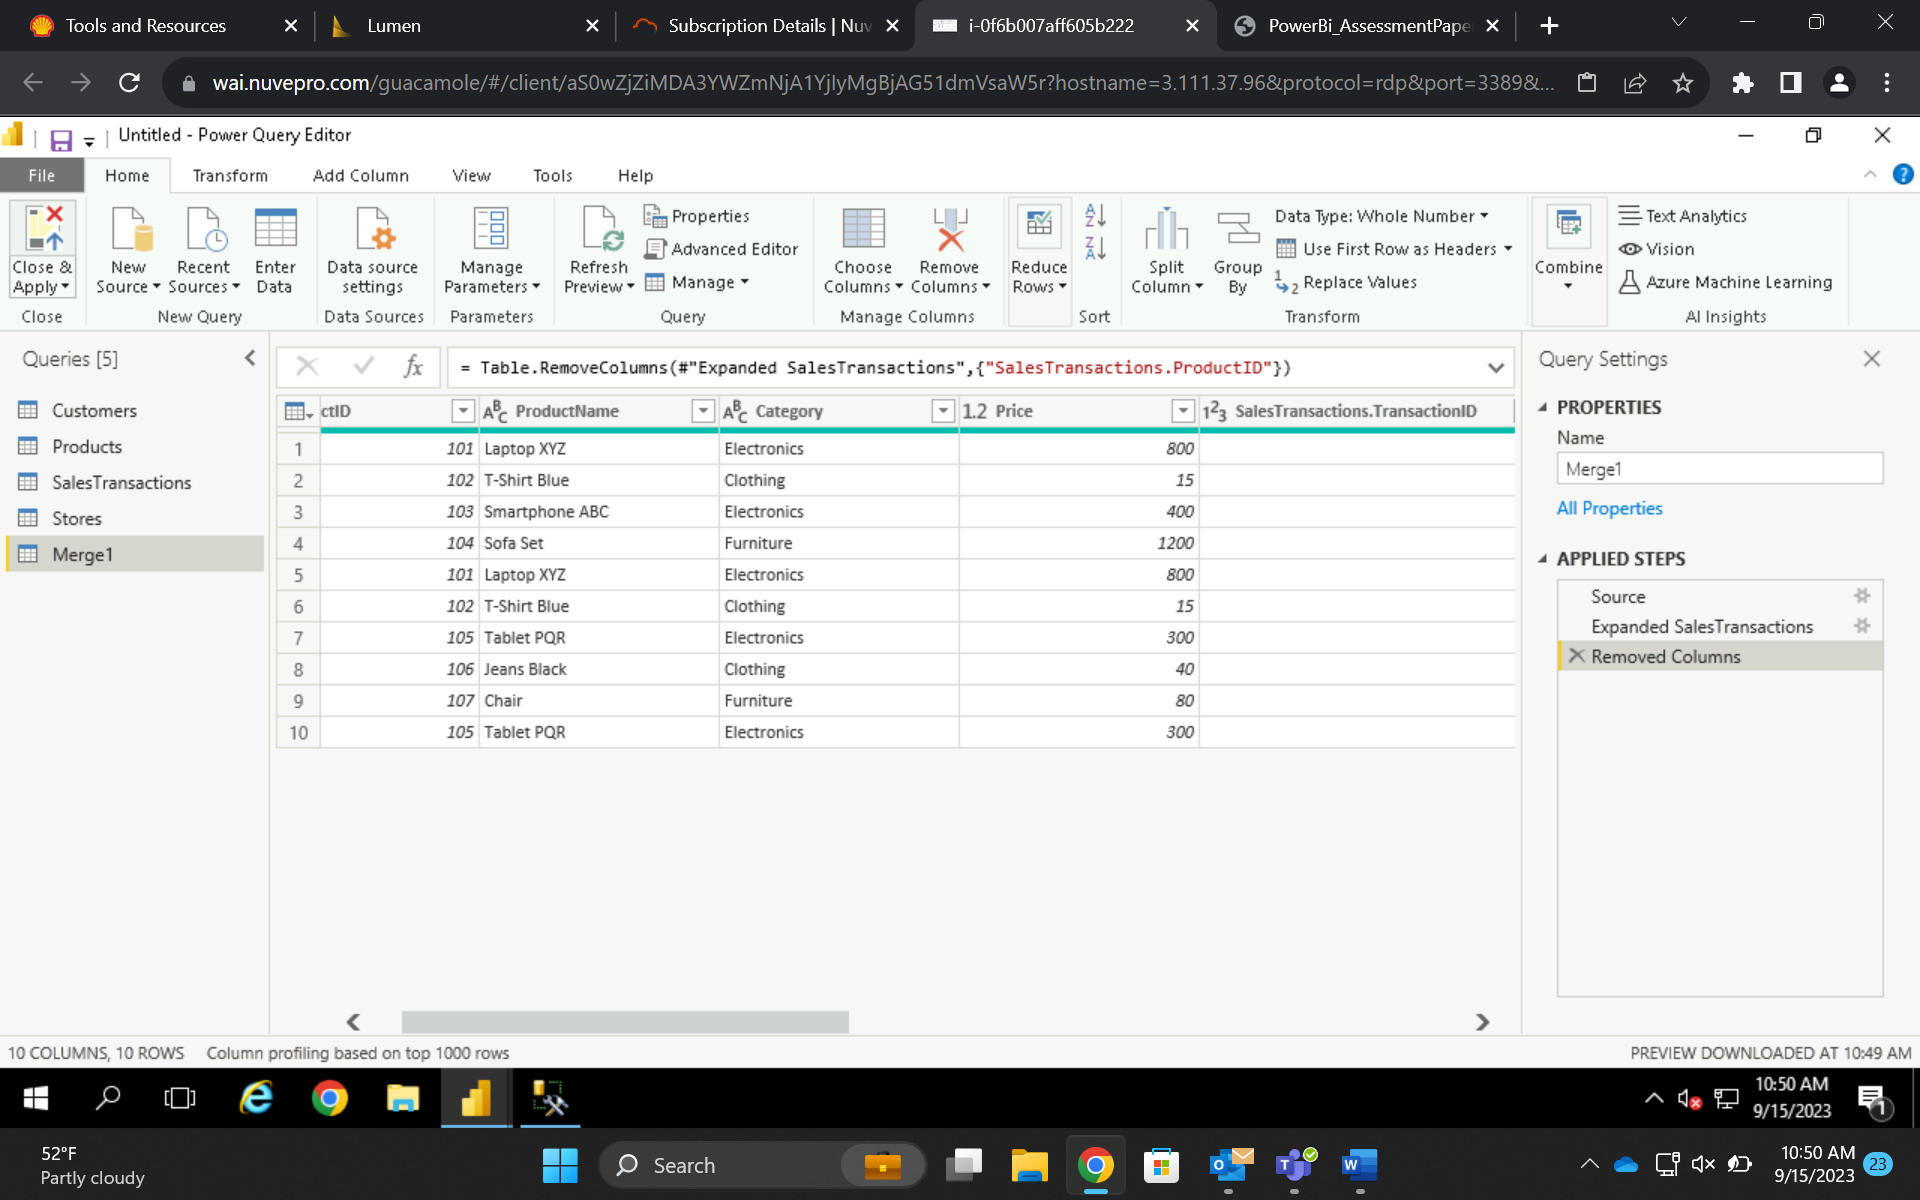 Tools and Resources
Lumen
Subscription Details | Nuv
i-0f6b007aff605b222
PowerBi_AssessmentPape
wai.nuvepro.com/guacamole/#/client/aS0wZjZiMDA3YWZmNjA1YjIyMgBjAG51dmVsaW5r?hostname=3.111.37.96&protocol=rdp&port=3389&...
Untitled - Power Query Editor
File Home Transform Add Column View Tools Help
Close & Apply
Close
New Source
Recent Sources
Enter Data
New Query
Data source settings
Data Sources
Manage Parameters
Parameters
Refresh Preview
Properties
Advanced Editor
Manage
Query
Choose Columns
Remove Columns
Manage Columns
Reduce Rows
Sort
Split Column
Group By
Data Type: Whole Number
Use First Row as Headers
Replace Values
Transform
Combine
Text Analytics
Vision
Azure Machine Learning
AI Insights
Queries [5]
Customers
Products
SalesTransactions
Stores
Merge1
fx = Table.RemoveColumns(#"Expanded SalesTransactions",{"SalesTransactions.ProductID"})
ctID ABC ProductName ABC Category 1.2 Price 123 SalesTransactions.TransactionID
1 101 Laptop XYZ Electronics 800
2 102 T-Shirt Blue Clothing 15
3 103 Smartphone ABC Electronics 400
4 104 Sofa Set Furniture 1200
5 101 Laptop XYZ Electronics 800
6 102 T-Shirt Blue Clothing 15
7 105 Tablet PQR Electronics 300
8 106 Jeans Black Clothing 40
9 107 Chair Furniture 80
10 105 Tablet PQR Electronics 300
Query Settings
PROPERTIES
Name
Merge1
All Properties
APPLIED STEPS
Source
Expanded SalesTransactions
Removed Columns
10 COLUMNS, 10 ROWS Column profiling based on top 1000 rows
PREVIEW DOWNLOADED AT 10:49 AM
10:50 AM
9/15/2023
1
52°F
Partly cloudy
Search
10:50 AM
9/15/2023
23